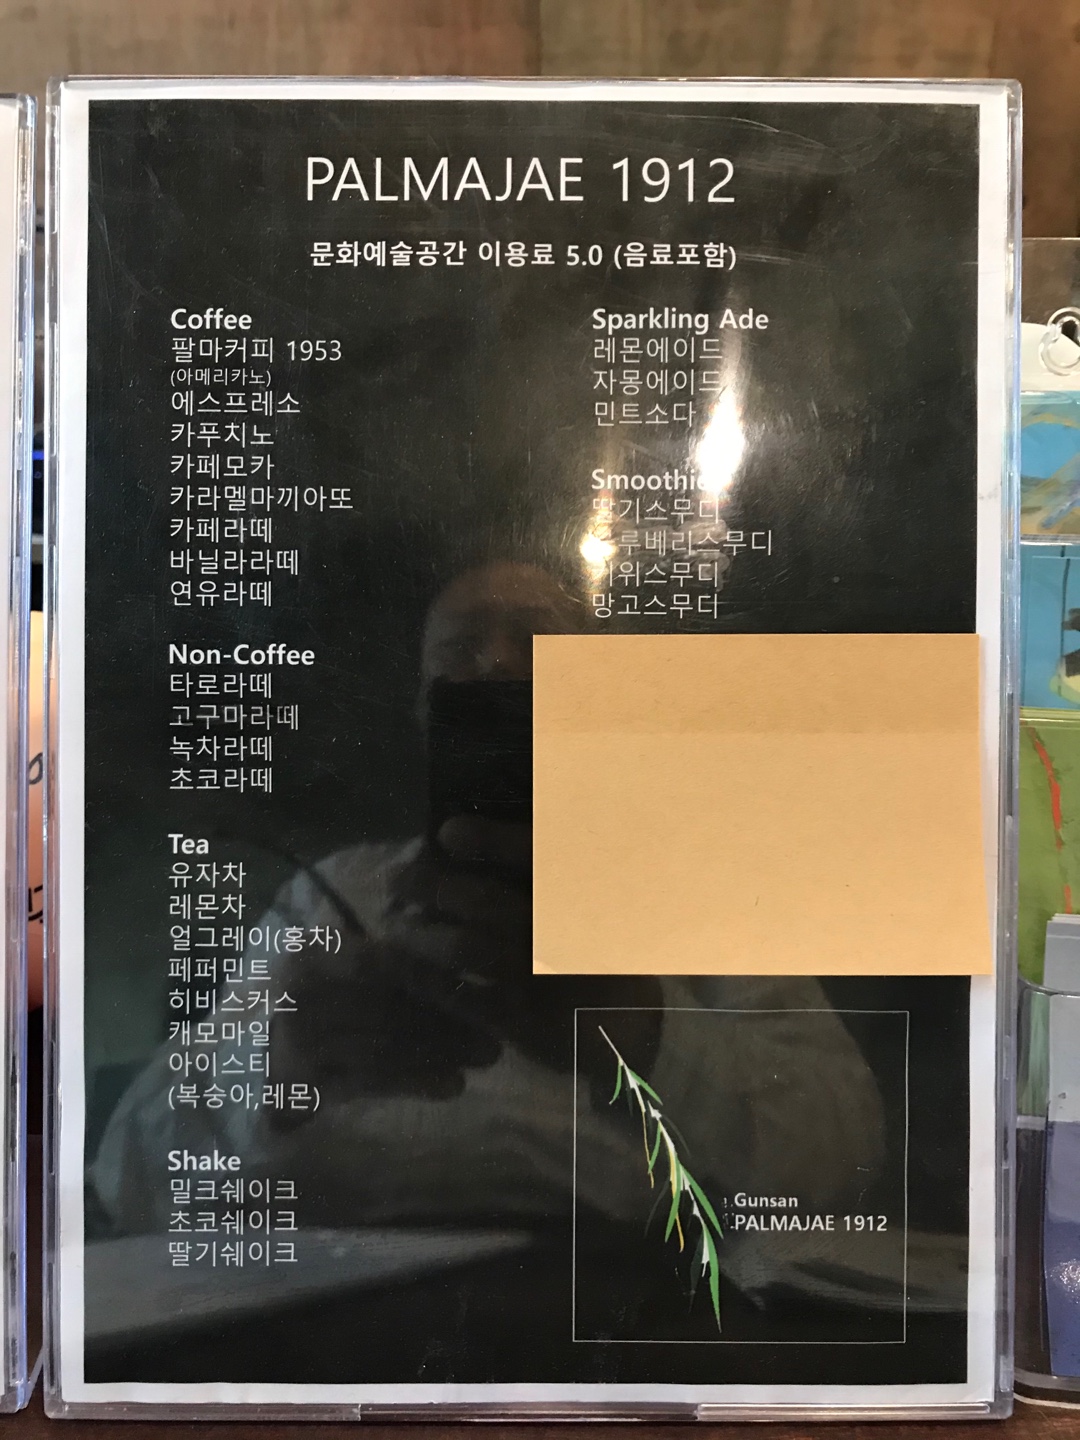 PALMAJAE 1912
문화예술공간 이용료 5.0 (음료포함)
Coffee
팔마커피 1953
(아메리카노)
에스프레소
카푸치노
카페모카
카라멜마끼아또
카페라떼
바닐라라떼
연유라떼
Non-Coffee
타로라떼
고구마라떼
녹차라떼
초코라떼
Tea
유자차
레몬차
얼그레이(홍차)
페퍼민트
히비스커스
캐모마일
아이스티
(복숭아,레몬)
Shake
밀크쉐이크
초코쉐이크
딸기쉐이크
Sparkling Ade
레몬에이드
자몽에이드
민트소다
Smoothie
딸기스무디
블루베리스무디
키위스무디
망고스무디
Gunsan
PALMAJAE 1912